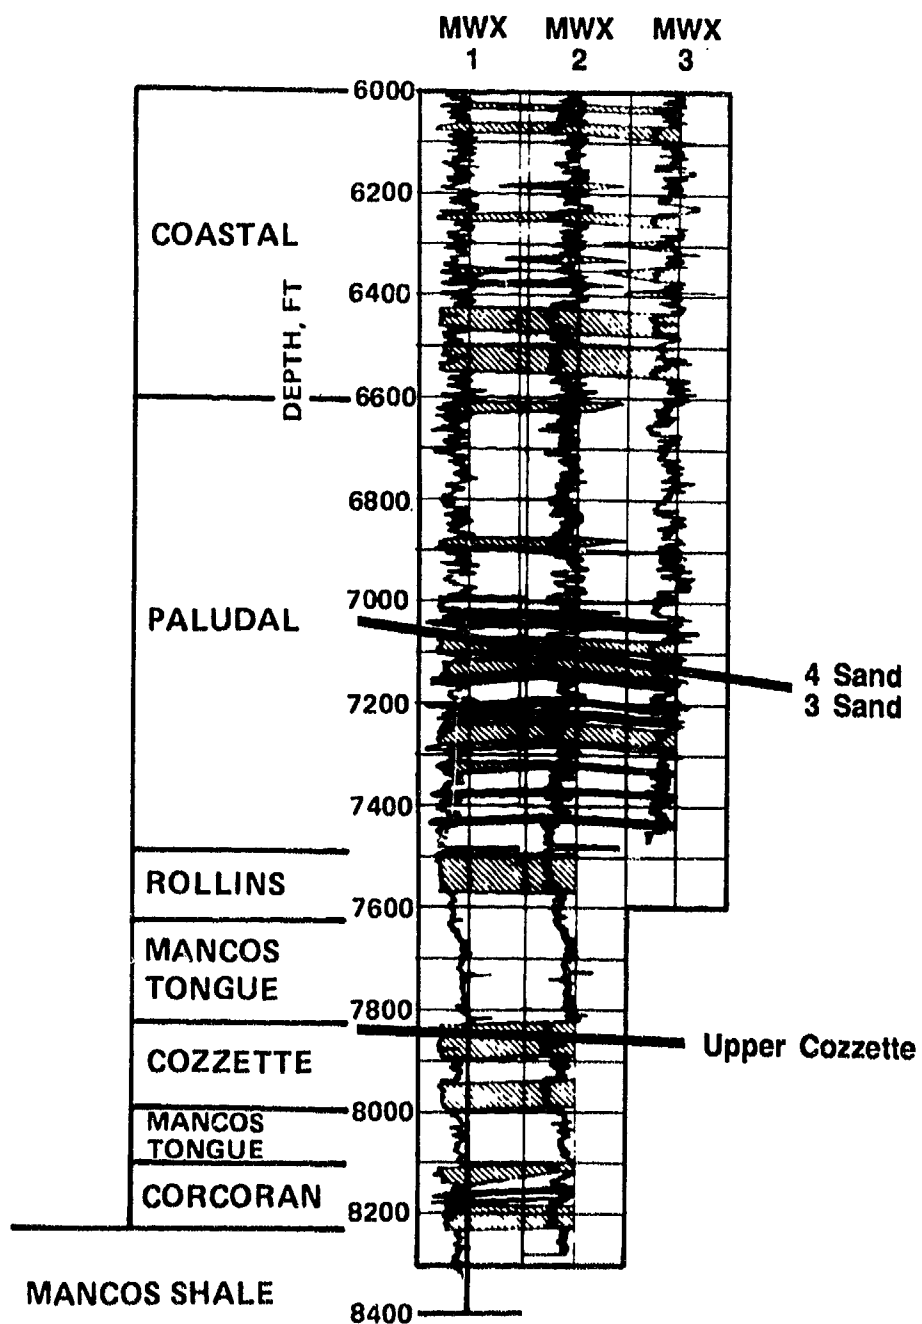 MWX MWX MWX
1 2 3
6000
6200
COASTAL
6400
DEPTH, FT
6600
6800
7000
PALUDAL
4 Sand
3 Sand
7200
7400
ROLLINS
7600
MANCOS
TONGUE
7800
Upper Cozzette
COZZETTE
8000
MANCOS
TONGUE
CORCORAN
8200
MANCOS SHALE
8400